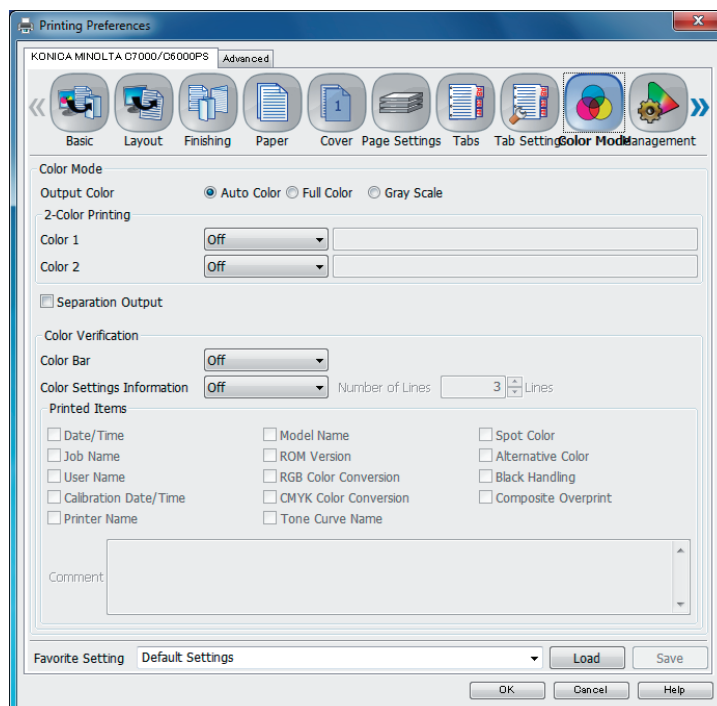 Printing Preferences
KONICA MINOLTA C7000/C6000PS Advanced
1
Basic Layout Finishing Paper Cover Page Settings Tabs Tab Settings Color Mode Management
Color Mode
Output Color Auto Color Full Color Gray Scale
2-Color Printing
Color 1 Off
Color 2 Off
Separation Output
Color Verification
Color Bar Off
Color Settings Information Off Number of Lines 3 Lines
Printed Items
Date/Time Model Name Spot Color
Job Name ROM Version Alternative Color
User Name RGB Color Conversion Black Handling
Calibration Date/Time CMYK Color Conversion Composite Overprint
Printer Name Tone Curve Name
Comment
Favorite Setting Default Settings Load Save
OK Cancel Help